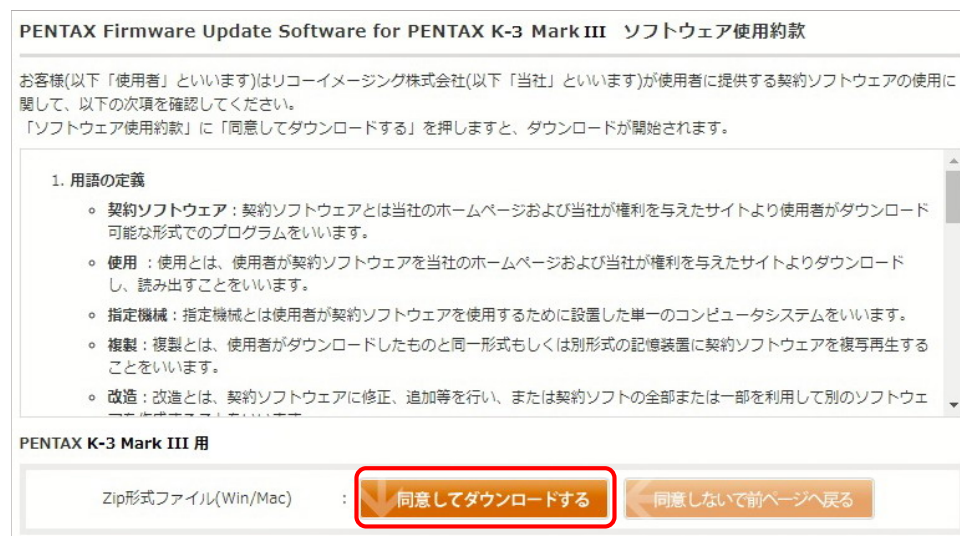 PENTAX Firmware Update Software for PENTAX K-3 Mark III ソフトウェア使用約款
お客様(以下「使用者」といいます)はリコーイメージング株式会社(以下「当社」といいます)が使用者に提供する契約ソフトウェアの使用に
関して、以下の次項を確認してください。
「ソフトウェア使用約款」に「同意してダウンロードする」を押しますと、ダウンロードが開始されます。
1. 用語の定義
契約ソフトウェア：契約ソフトウェアとは当社のホームページおよび当社が権利を与えたサイトより使用者がダウンロード
可能な形式でのプログラムをいいます。
使用 ：使用とは、使用者が契約ソフトウェアを当社のホームページおよび当社が権利を与えたサイトよりダウンロード
し、読み出すことをいいます。
指定機械：指定機械とは使用者が契約ソフトウェアを使用するために設置した単一のコンピュータシステムをいいます。
複製：複製とは、使用者がダウンロードしたものと同一形式もしくは別形式の記憶装置に契約ソフトウェアを複写再生する
ことをいいます。
改造：改造とは、契約ソフトウェアに修正、追加等を行い、または契約ソフトの全部または一部を利用して別のソフトウェ
PENTAX K-3 Mark III 用
Zip形式ファイル(Win/Mac) : 同意してダウンロードする 同意しないで前ページへ戻る